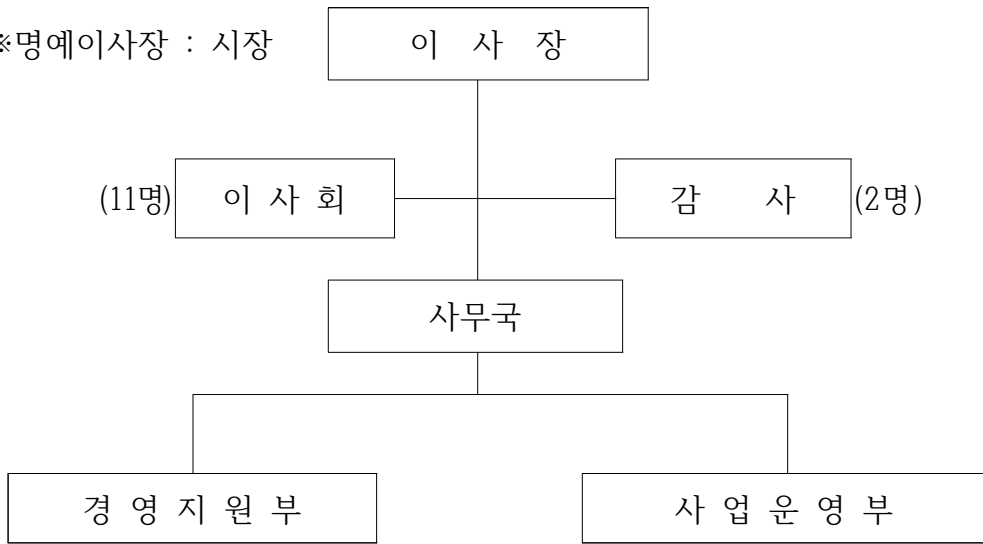 ※명예이사장 : 시장
이 사 장
(11명) 이 사 회
감 사 (2명)
사무국
경 영 지 원 부
사 업 운 영 부